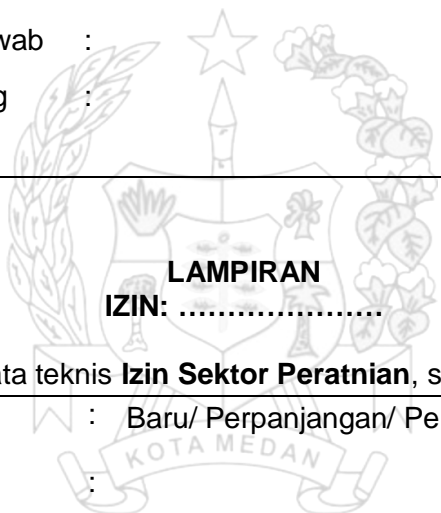 wab :
g :
LAMPIRAN
IZIN: …………………
ta teknis Izin Sektor Peratnian, s
: Baru/ Perpanjangan/ Pe
KOTA MEDAN
: